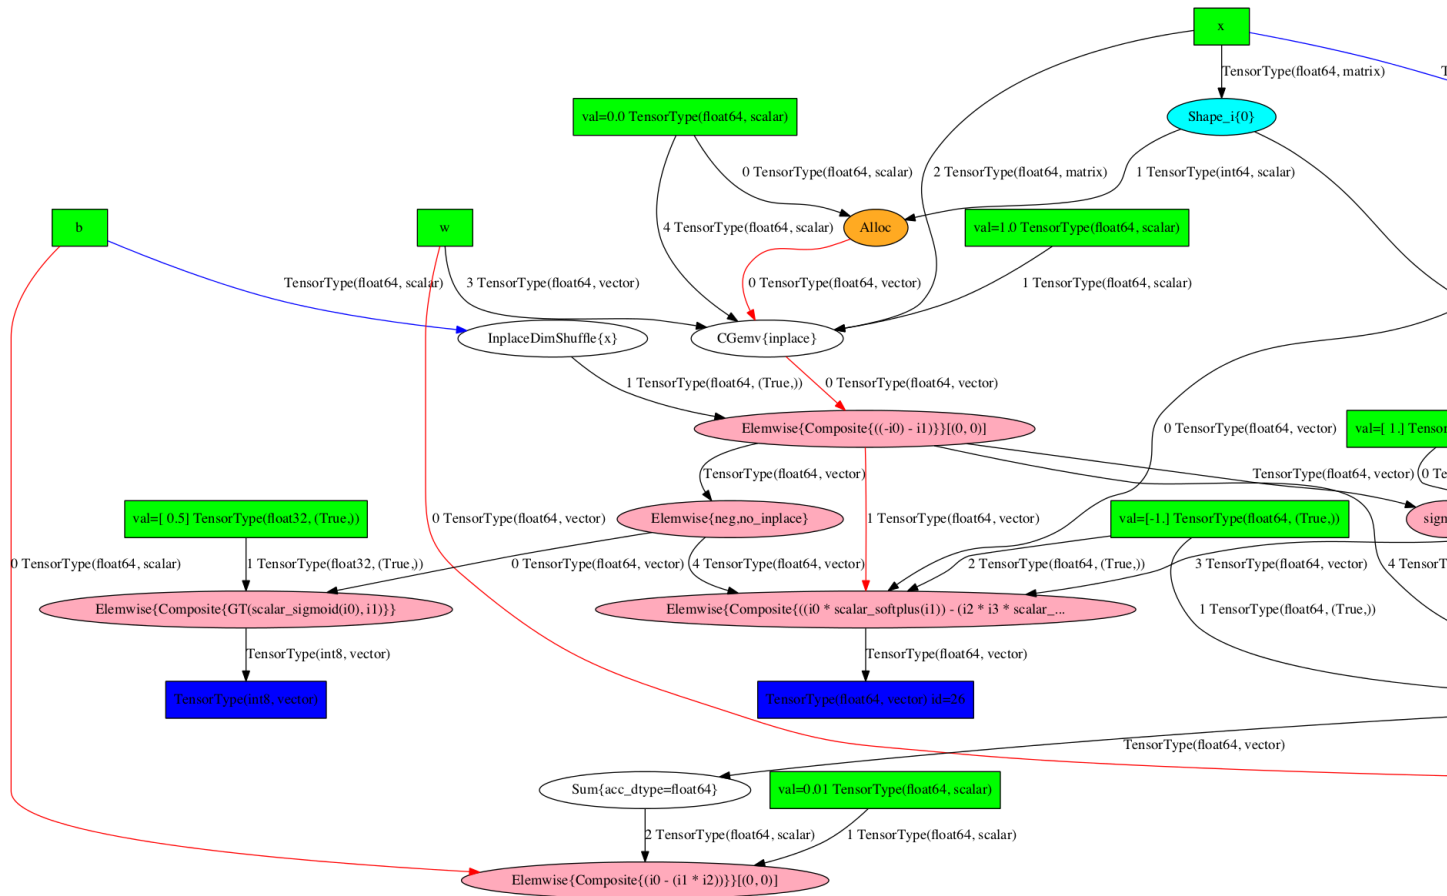 x
TensorType(float64, matrix)
val=0.0 TensorType(float64, scalar)
Shape_i{0}
0 TensorType(float64, scalar)
2 TensorType(float64, matrix)
1 TensorType(int64, scalar)
b
w
4 TensorType(float64, scalar)
Alloc
val=1.0 TensorType(float64, scalar)
TensorType(float64, scalar)
3 TensorType(float64, vector)
0 TensorType(float64, vector)
1 TensorType(float64, scalar)
InplaceDimShuffle{x}
CGemv{inplace}
1 TensorType(float64, (True,))
0 TensorType(float64, vector)
Elemwise{Composite{((-i0) - i1)}}[(0, 0)]
0 TensorType(float64, vector)
val=[ 1.] Tensor
TensorType(float64, vector)
TensorType(float64, vector)
0 Te
val=[ 0.5] TensorType(float32, (True,))
0 TensorType(float64, vector)
Elemwise{neg,no_inplace}
1 TensorType(float64, vector)
val=[-1.] TensorType(float64, (True,))
sigm
0 TensorType(float64, scalar)
1 TensorType(float32, (True,))
0 TensorType(float64, vector)
4 TensorType(float64, vector)
2 TensorType(float64, (True,))
3 TensorType(float64, vector)
4 TensorT
Elemwise{Composite{GT(scalar_sigmoid(i0), i1)}}
Elemwise{Composite{((i0 * scalar_softplus(i1)) - (i2 * i3 * scalar_...
1 TensorType(float64, (True,))
TensorType(int8, vector)
TensorType(float64, vector)
TensorType(int8, vector)
TensorType(float64, vector) id=26
TensorType(float64, vector)
Sum{acc_dtype=float64}
val=0.01 TensorType(float64, scalar)
2 TensorType(float64, scalar)
1 TensorType(float64, scalar)
Elemwise{Composite{(i0 - (i1 * i2))}}[(0, 0)]